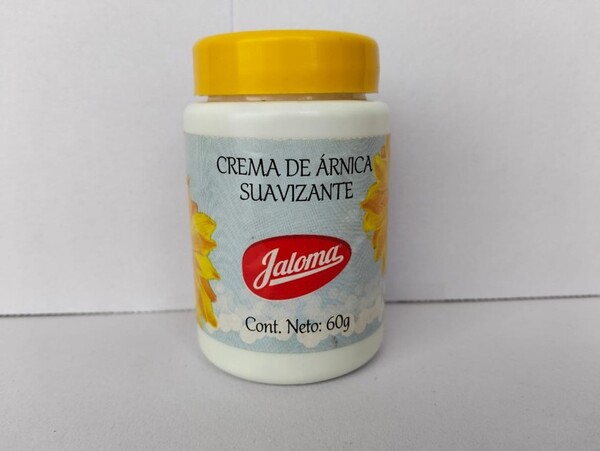 CREMA DE ÁRNICA
SUAVIZANTE
Jaloma
Cont. Neto: 60g